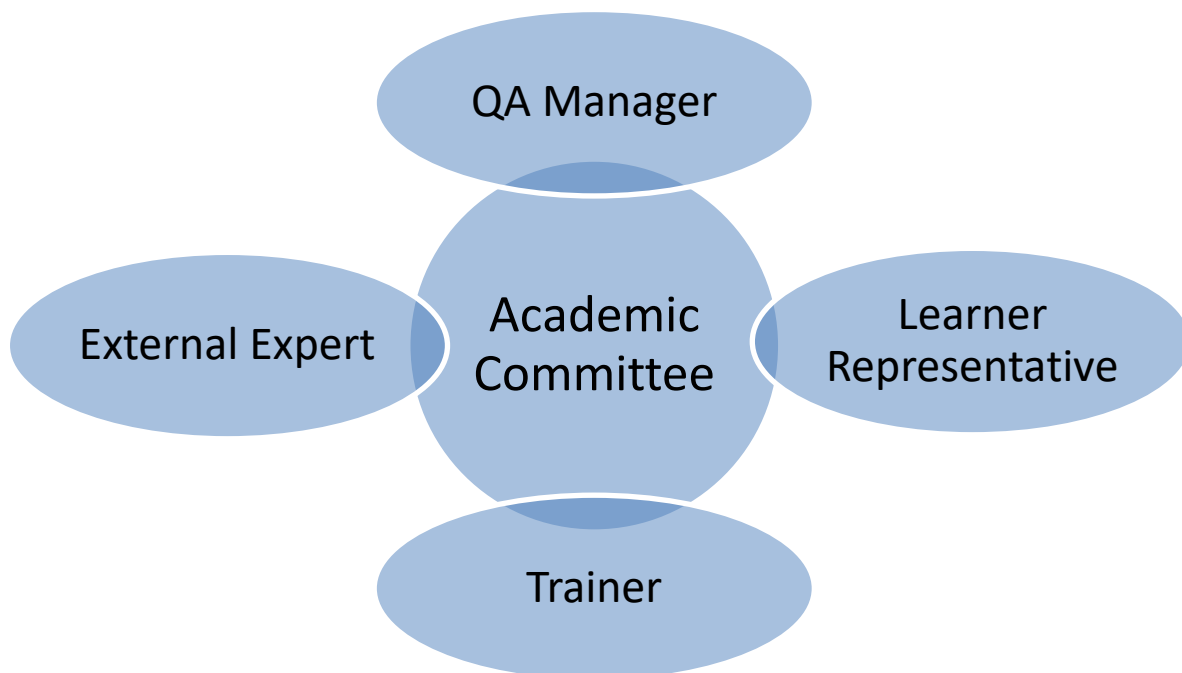 QA Manager
External Expert
Academic
Committee
Learner
Representative
Trainer